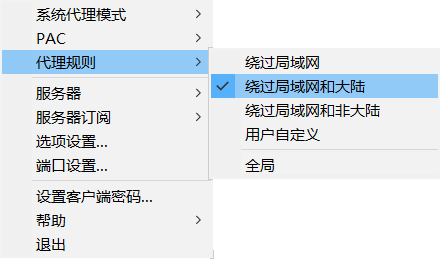 系统代理模式
PAC
代理规则
服务器
服务器订阅
选项设置...
端口设置...
设置客户端密码...
帮助
退出
绕过局域网
绕过局域网和大陆
绕过局域网和非大陆
用户自定义
全局